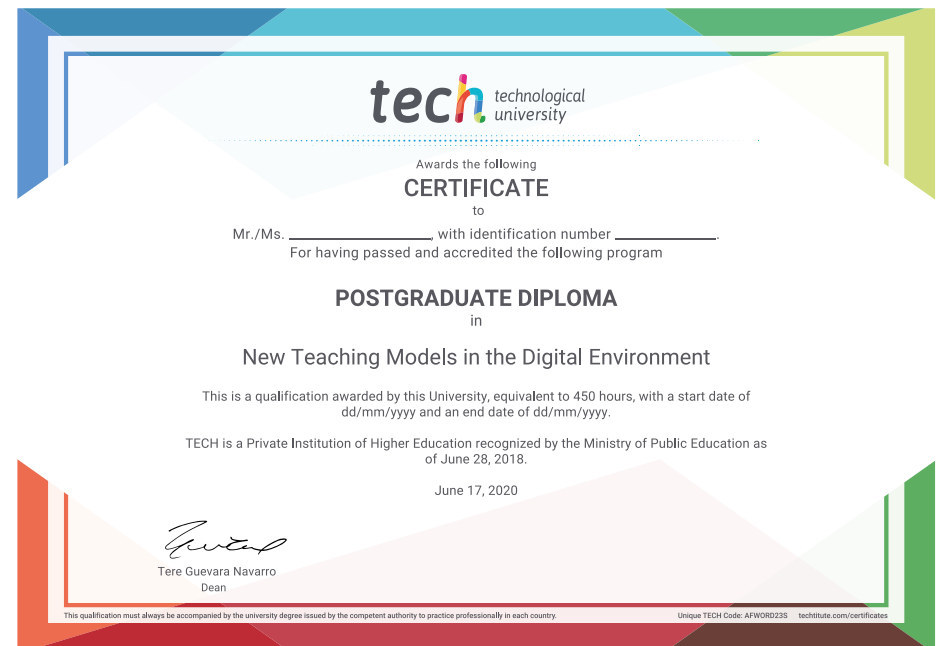 tech technological
university
Awards the following
CERTIFICATE
to
Mr./Ms. ________________, with identification number ____________.
For having passed and accredited the following program
POSTGRADUATE DIPLOMA
in
New Teaching Models in the Digital Environment
This is a qualification awarded by this University, equivalent to 450 hours, with a start date of
dd/mm/yyyy and an end date of dd/mm/yyyy.
TECH is a Private Institution of Higher Education recognized by the Ministry of Public Education as
of June 28, 2018.
June 17, 2020
Tere Guevara Navarro
Dean
This qualification must always be accompanied by the university degree issued by the competent authority to practice professionally in each country.
Unique TECH Code: AFWORD23S techtitute.com/certificates